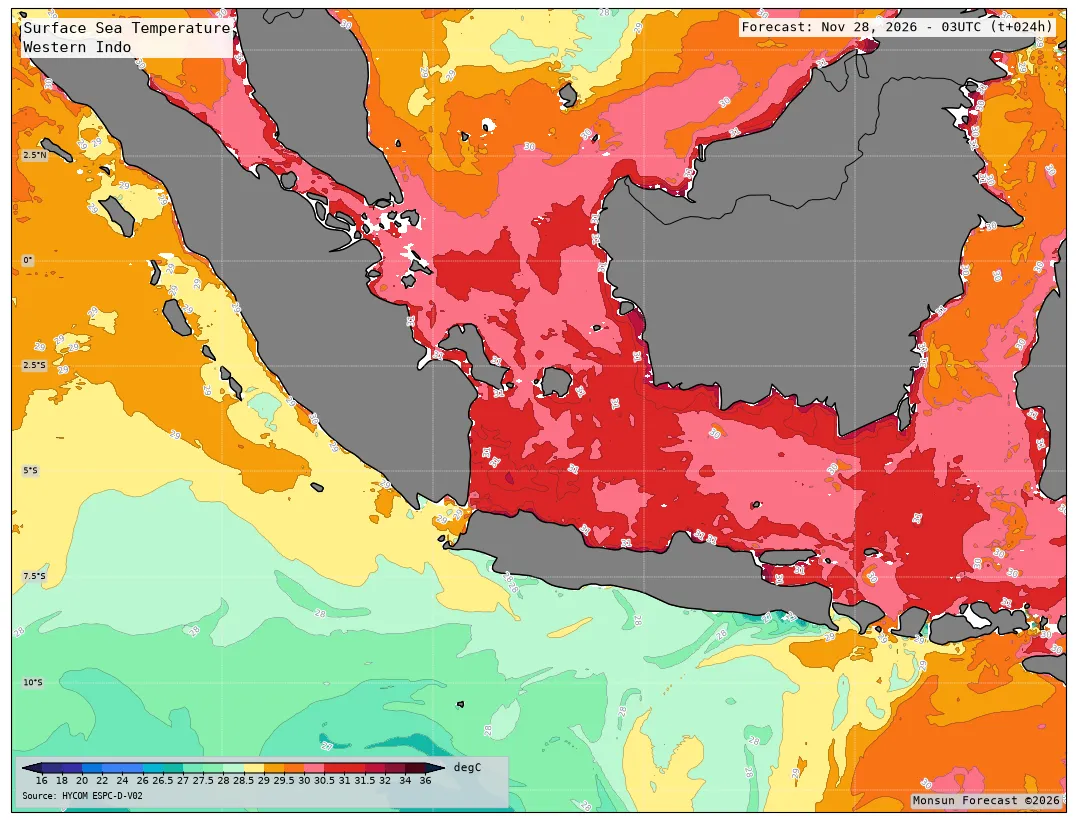 Surface Sea Temperature
Western Indo
Forecast: Nov 28, 2026 - 03UTC (t+024h)
2.5°N
0°
2.5°S
5°S
7.5°S
10°S
degC
16 18 20 22 24 26 26.5 27 27.5 28 28.5 29 29.5 30 30.5 31 31.5 32 34 36
Source: HYCOM ESPC-D-V02
Monsun Forecast ©2026